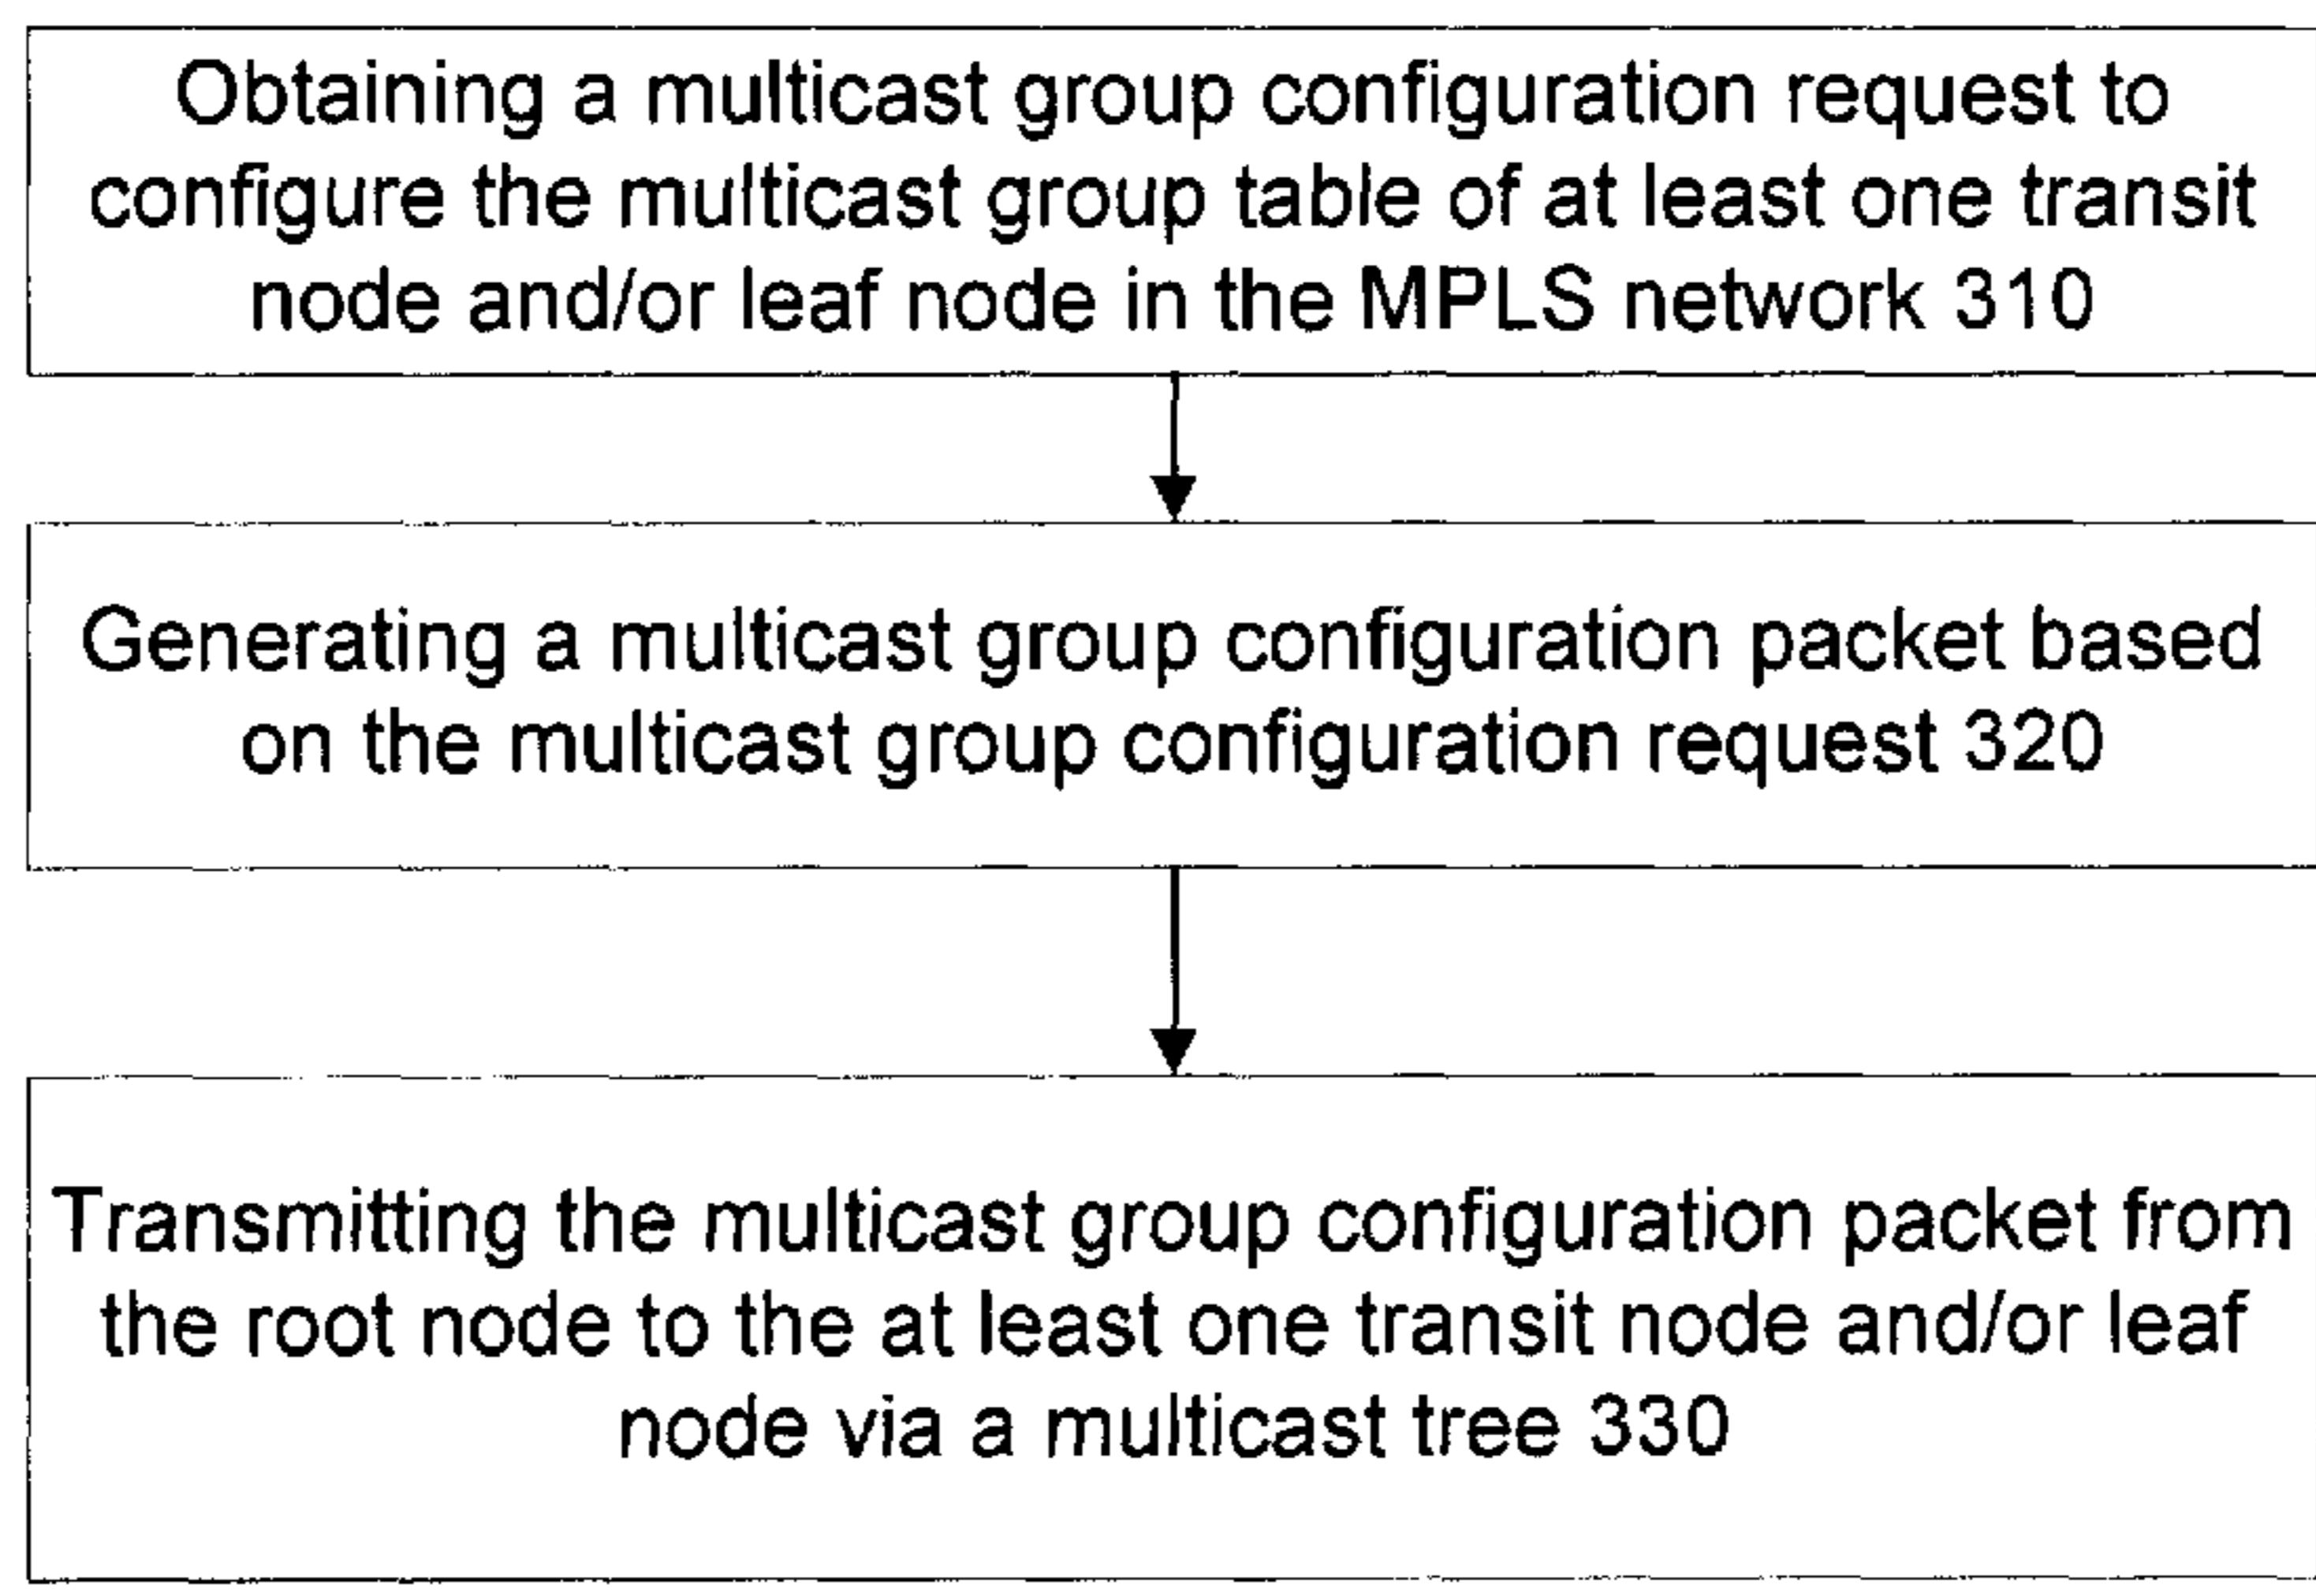 Obtaining a multicast group configuration request to
configure the multicast group table of at least one transit
node and/or leaf node in the MPLS network 310
Generating a multicast group configuration packet based
on the multicast group configuration request 320
Transmitting the multicast group configuration packet from
the root node to the at least one transit node and/or leaf
node via a multicast tree 330